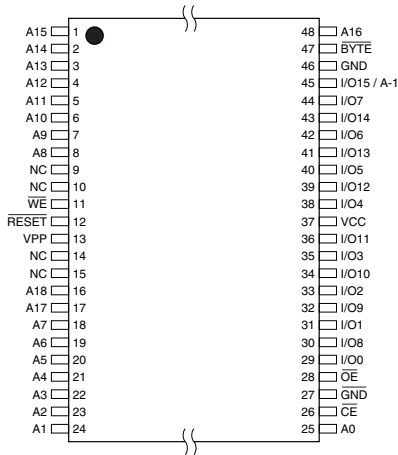 A15 1 48 A16
A14 2 47 BYTE
A13 3 46 GND
A12 4 45 I/O15 / A-1
A11 5 44 I/O7
A10 6 43 I/O14
A9 7 42 I/O6
A8 8 41 I/O13
NC 9 40 I/O5
NC 10 39 I/O12
WE 11 38 I/O4
RESET 12 37 VCC
VPP 13 36 I/O11
NC 14 35 I/O3
NC 15 34 I/O10
A18 16 33 I/O2
A17 17 32 I/O9
A7 18 31 I/O1
A6 19 30 I/O8
A5 20 29 I/O0
A4 21 28 OE
A3 22 27 GND
A2 23 26 CE
A1 24 25 A0